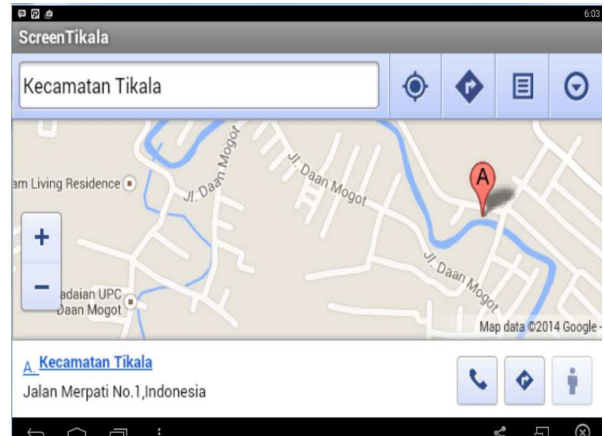 6:03
ScreenTikala
Kecamatan Tikala
Jl. Daan Mogot
Jl. Daan Mogot
am Living Residence
A
+
−
Jl. Daan Mogot
adaian UPC
Daan Mogot
Map data ©2014 Google -
A. Kecamatan Tikala
Jalan Merpati No.1,Indonesia